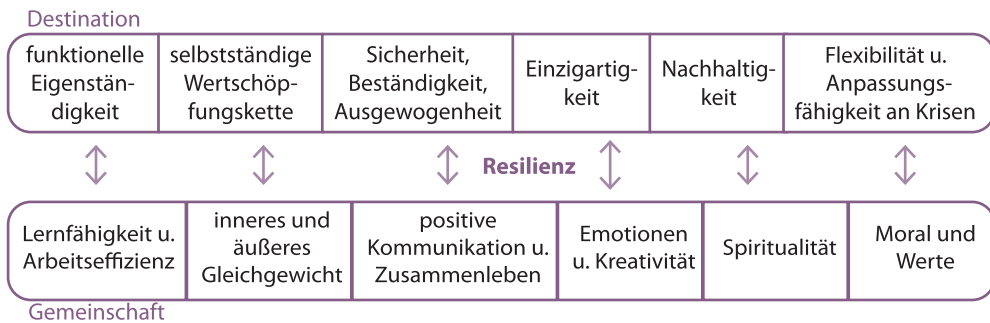 Destination
funktionelle
Eigenstän-
digkeit
selbstständige
Wertschöp-
fungskette
Sicherheit,
Beständigkeit,
Ausgewogenheit
Einzigartig-
keit
Nachhaltig-
keit
Flexibilität u.
Anpassungs-
fähigkeit an Krisen
Resilienz
Lernfähigkeit u.
Arbeitseffizienz
inneres und
äußeres
Gleichgewicht
positive
Kommunikation u.
Zusammenleben
Emotionen
u. Kreativität
Spiritualität
Moral und
Werte
Gemeinschaft